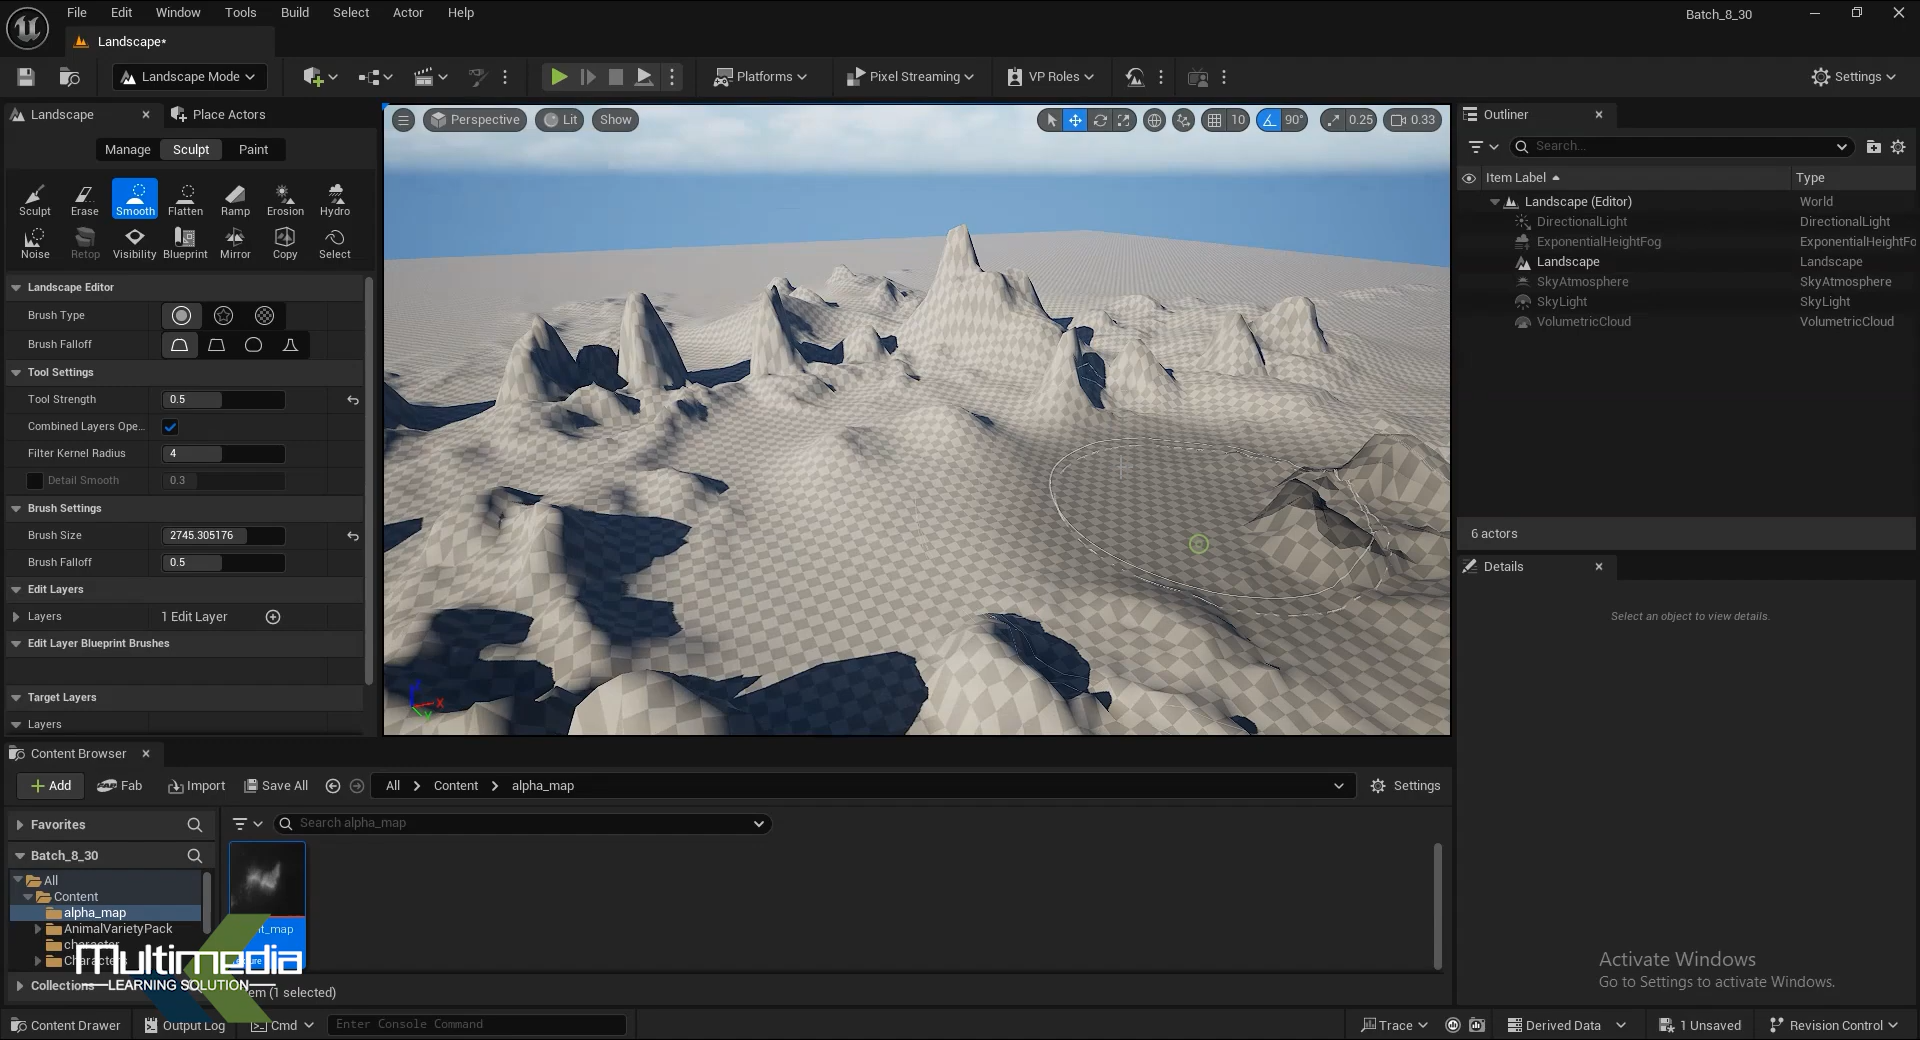 File Edit Window Tools Build Select Actor Help
Batch_8_30
Landscape*
Landscape Mode
Platforms
Pixel Streaming
VP Roles
Settings
Landscape
Place Actors
Perspective
Lit
Show
10
90°
0.25
0.33
Outliner
Manage Sculpt Paint
Search...
Item Label
Type
Sculpt Erase Smooth Flatten Ramp Erosion Hydro
Noise Retop Visibility Blueprint Mirror Copy Select
Landscape (Editor) World
DirectionalLight DirectionalLight
ExponentialHeightFog ExponentialHeightFo
Landscape Landscape
SkyAtmosphere SkyAtmosphere
SkyLight SkyLight
VolumetricCloud VolumetricCloud
6 actors
Details
Select an object to view details.
Landscape Editor
Brush Type
Brush Falloff
Tool Settings
Tool Strength 0.5
Combined Layers Ope...
Filter Kernel Radius 4
Detail Smooth 0.3
Brush Settings
Brush Size 2745.305176
Brush Falloff 0.5
Edit Layers
Layers 1 Edit Layer
Edit Layer Blueprint Brushes
Target Layers
Layers
X
Y
Content Browser
Add Fab Import Save All
All > Content > alpha_map
Settings
Favorites
Search alpha_map
Batch_8_30
All
Content
alpha_map
AnimalVarietyPack
character
Characters
Collections
t_map
(1 selected)
Multimedia
LEARNING SOLUTION
Activate Windows
Go to Settings to activate Windows.
Content Drawer
Output Log
Cmd
Enter Console Command
Trace
Derived Data
1 Unsaved
Revision Control